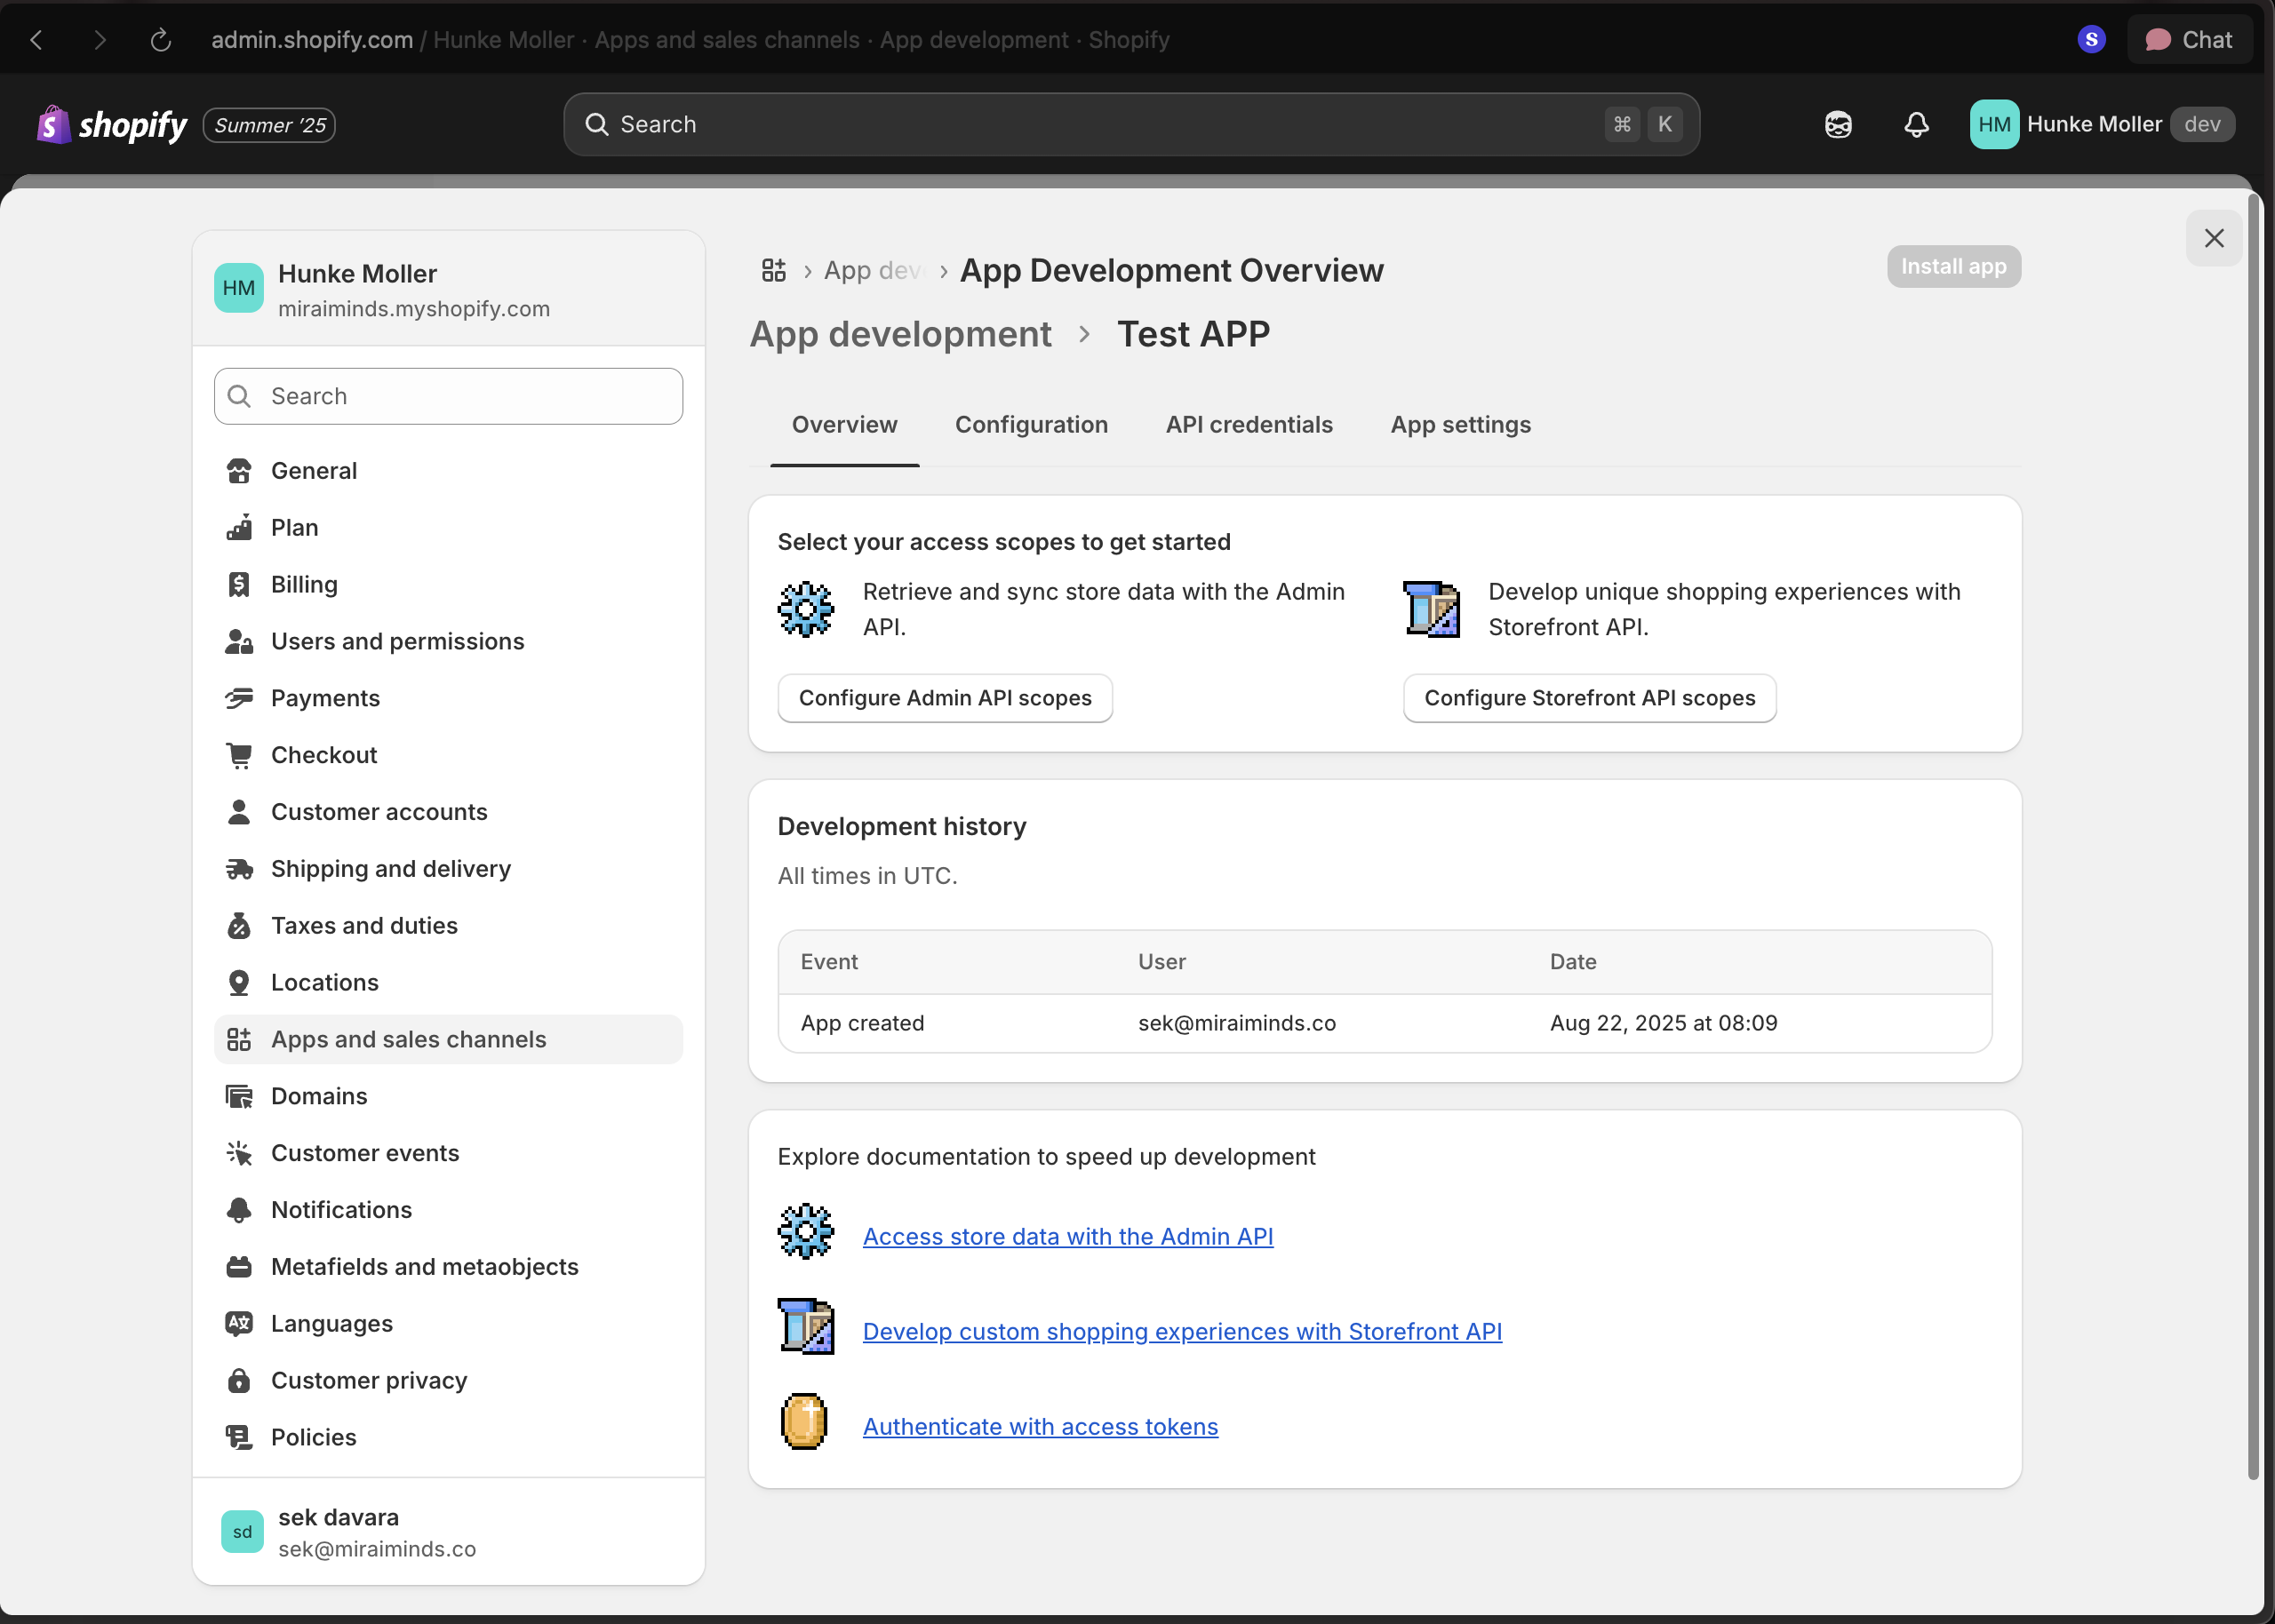 admin.shopify.com / Hunke Moller · Apps and sales channels · App development · Shopify
S
Chat
shopify
Summer ’25
Search
⌘ K
HM
Hunke Moller
dev
HM
Hunke Moller
miraiminds.myshopify.com
Search
General
Plan
Billing
Users and permissions
Payments
Checkout
Customer accounts
Shipping and delivery
Taxes and duties
Locations
Apps and sales channels
Domains
Customer events
Notifications
Metafields and metaobjects
Languages
Customer privacy
Policies
sd
sek davara
sek@miraiminds.co
App dev › App Development Overview
Install app
App development › Test APP
Overview
Configuration
API credentials
App settings
Select your access scopes to get started
Retrieve and sync store data with the Admin
API.
Configure Admin API scopes
Develop unique shopping experiences with
Storefront API.
Configure Storefront API scopes
Development history
All times in UTC.
Event User Date
App created sek@miraiminds.co Aug 22, 2025 at 08:09
Explore documentation to speed up development
Access store data with the Admin API
Develop custom shopping experiences with Storefront API
Authenticate with access tokens